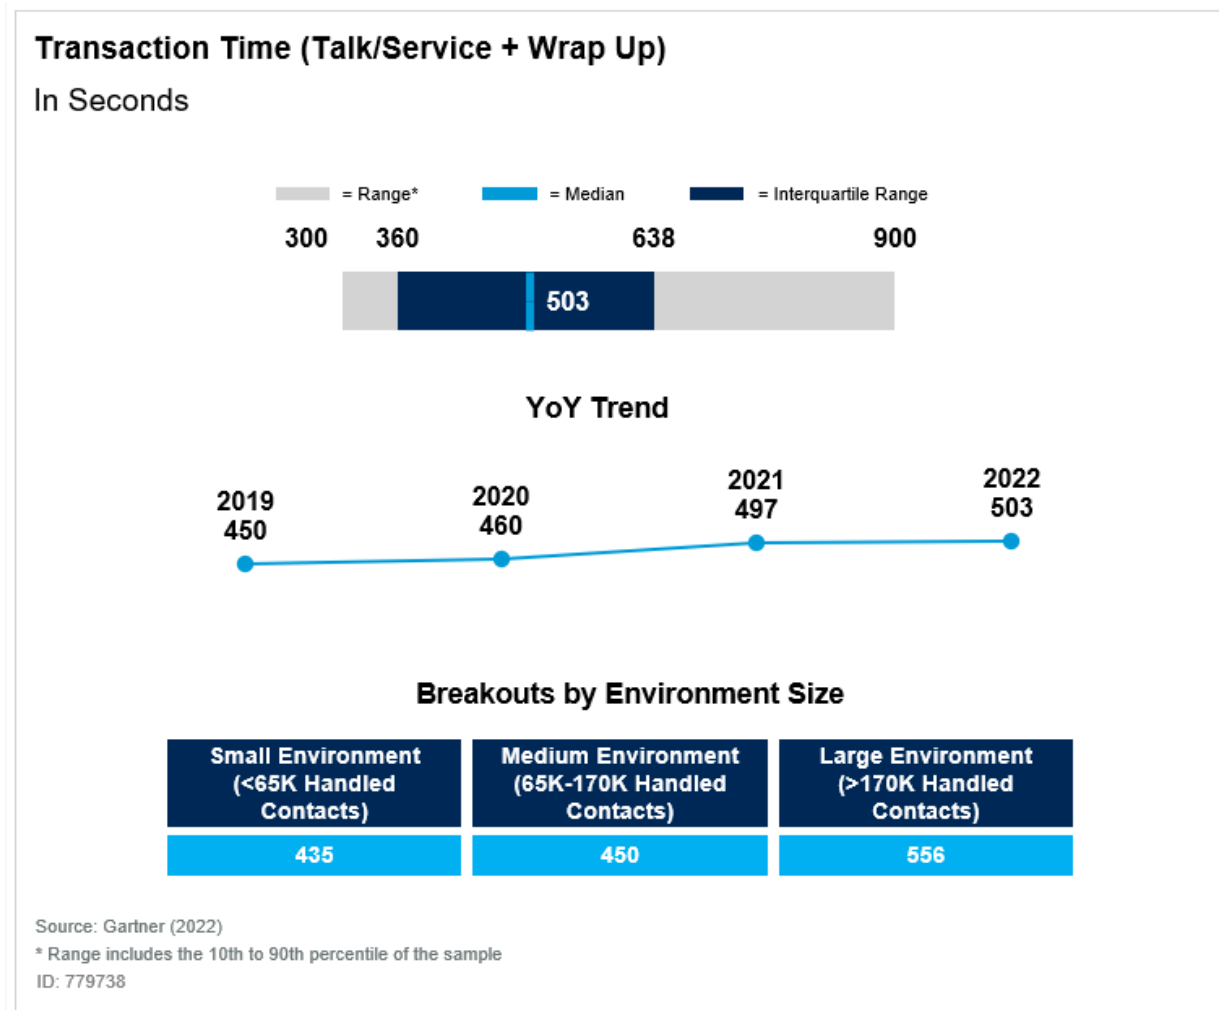 Transaction Time (Talk/Service + Wrap Up)
In Seconds
= Range*
= Median
= Interquartile Range
300
360
638
900
503
YoY Trend
2019
450
2020
460
2021
497
2022
503
Breakouts by Environment Size
Small Environment
(<65K Handled
Contacts)
Medium Environment
(65K-170K Handled
Contacts)
Large Environment
(>170K Handled
Contacts)
435
450
556
Source: Gartner (2022)
* Range includes the 10th to 90th percentile of the sample
ID: 779738